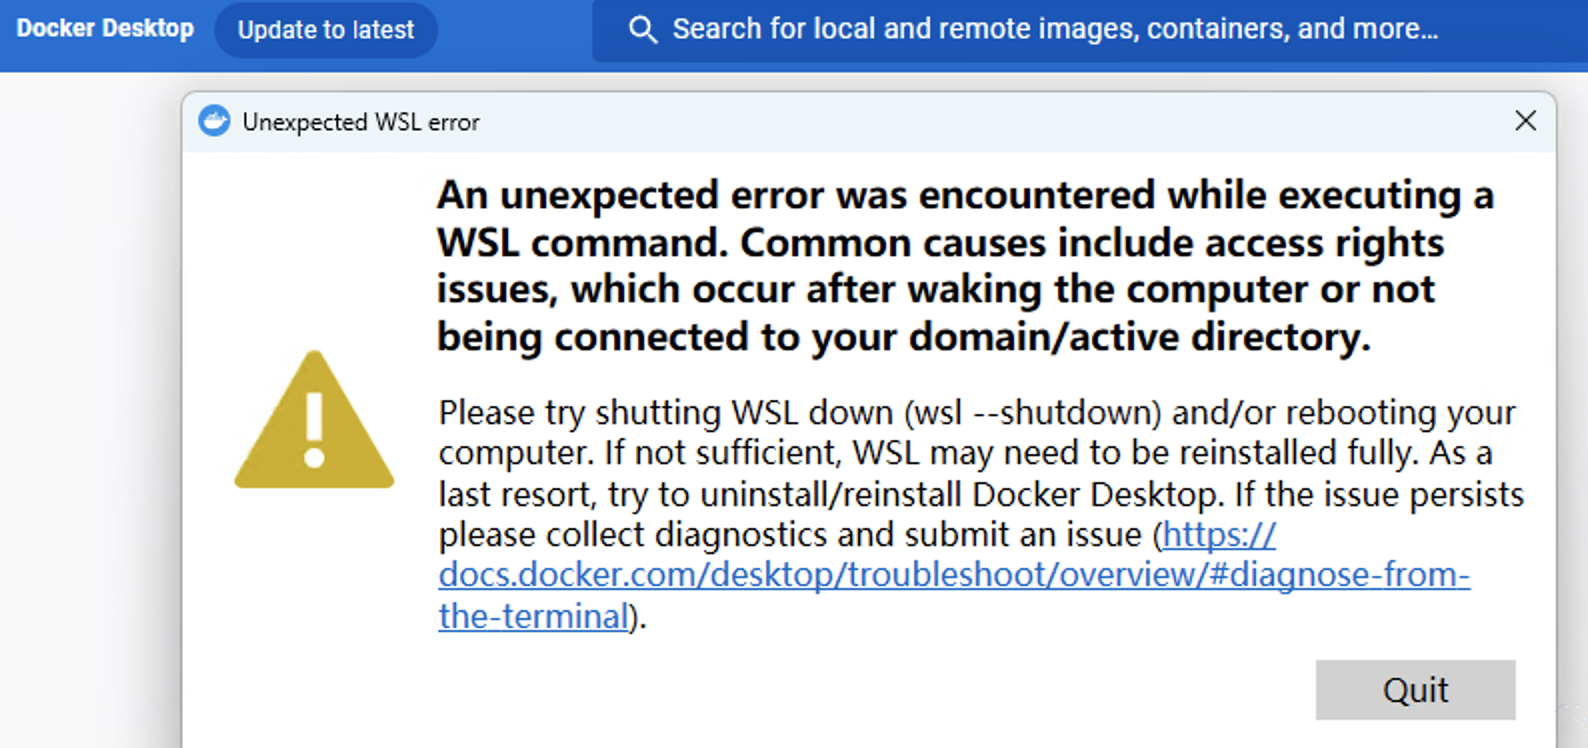 Docker Desktop
Update to latest
Search for local and remote images, containers, and more...
Unexpected WSL error
An unexpected error was encountered while executing a
WSL command. Common causes include access rights
issues, which occur after waking the computer or not
being connected to your domain/active directory.
Please try shutting WSL down (wsl --shutdown) and/or rebooting your
computer. If not sufficient, WSL may need to be reinstalled fully. As a
last resort, try to uninstall/reinstall Docker Desktop. If the issue persists
please collect diagnostics and submit an issue (https://
docs.docker.com/desktop/troubleshoot/overview/#diagnose-from-
the-terminal).
Quit